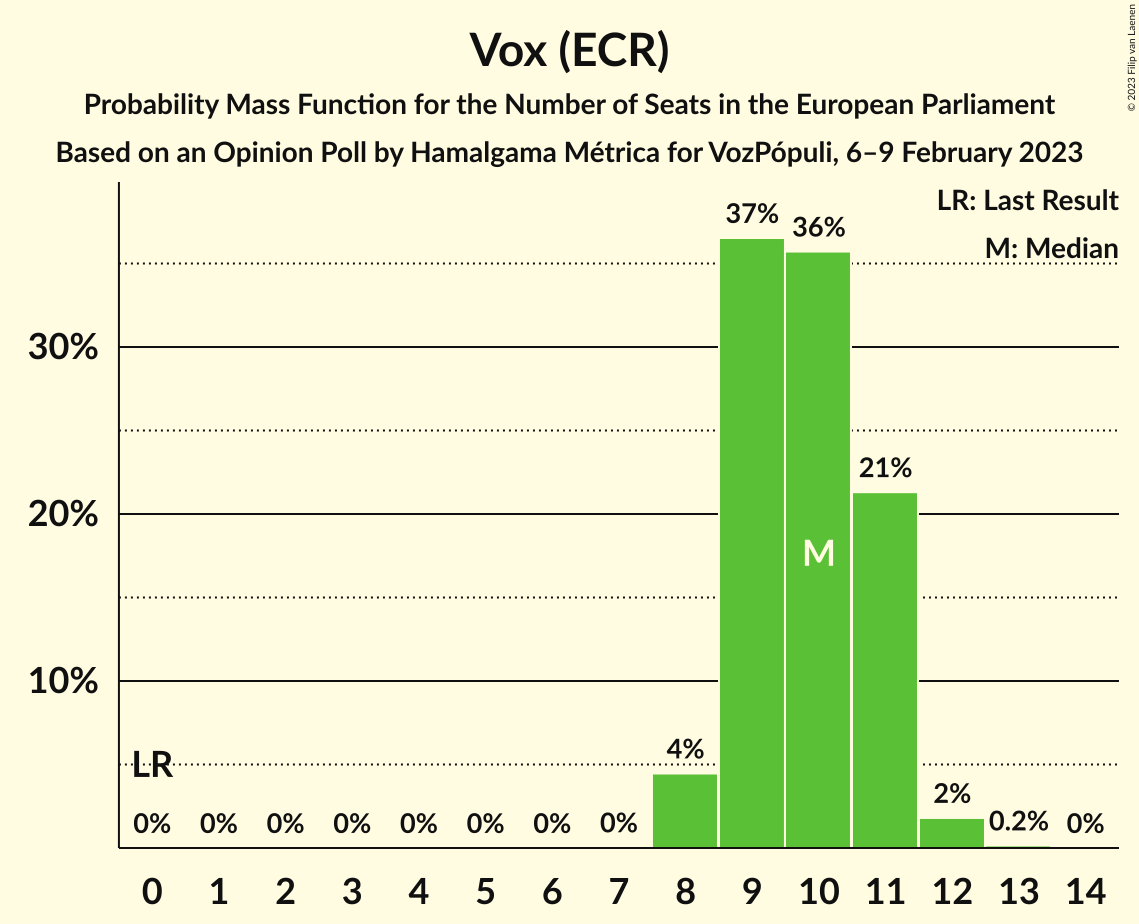 © 2023 Filip van Laenen
Vox (ECR)
Probability Mass Function for the Number of Seats in the European Parliament
Based on an Opinion Poll by Hamalgama Métrica for VozPópuli, 6–9 February 2023
LR: Last Result
M: Median
37%
36%
30%
21%
20%
M
10%
LR
4%
2%
0% 0% 0% 0% 0% 0% 0% 0% 0.2% 0%
0 1 2 3 4 5 6 7 8 9 10 11 12 13 14